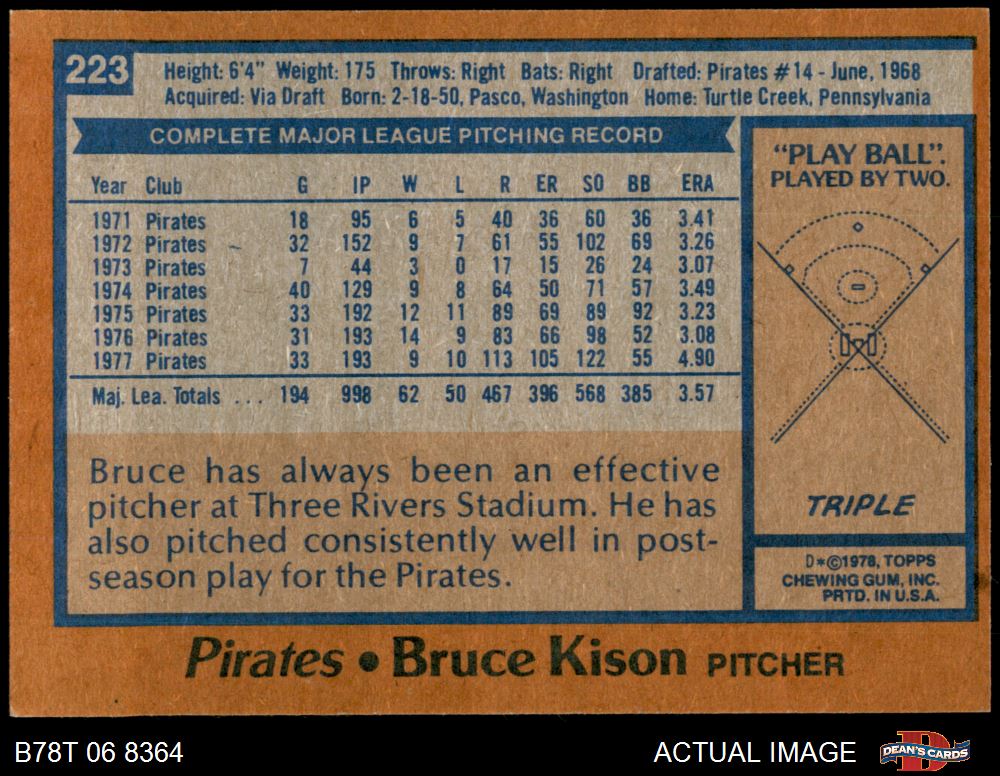 223
Height: 6'4" Weight: 175 Throws: Right Bats: Right Drafted: Pirates #14 - June, 1968
Acquired: Via Draft Born: 2-18-50, Pasco, Washington Home: Turtle Creek, Pennsylvania
COMPLETE MAJOR LEAGUE PITCHING RECORD
Year Club G IP W L R ER SO BB ERA
1971 Pirates 18 95 6 5 40 36 60 36 3.41
1972 Pirates 32 152 9 7 61 55 102 69 3.26
1973 Pirates 7 44 3 0 17 15 26 24 3.07
1974 Pirates 40 129 9 8 64 50 71 57 3.49
1975 Pirates 33 192 12 11 89 69 89 92 3.23
1976 Pirates 31 193 14 9 83 66 98 52 3.08
1977 Pirates 33 193 9 10 113 105 122 55 4.90
Maj. Lea. Totals ... 194 998 62 50 467 396 568 385 3.57
Bruce has always been an effective
pitcher at Three Rivers Stadium. He has
also pitched consistently well in post-
season play for the Pirates.
"PLAY BALL".
PLAYED BY TWO.
TRIPLE
D*©1978, TOPPS
CHEWING GUM, INC.
PRTD. IN U.S.A.
Pirates • Bruce Kison PITCHER
B78T 06 8364
ACTUAL IMAGE
D
DEAN'S CARDS